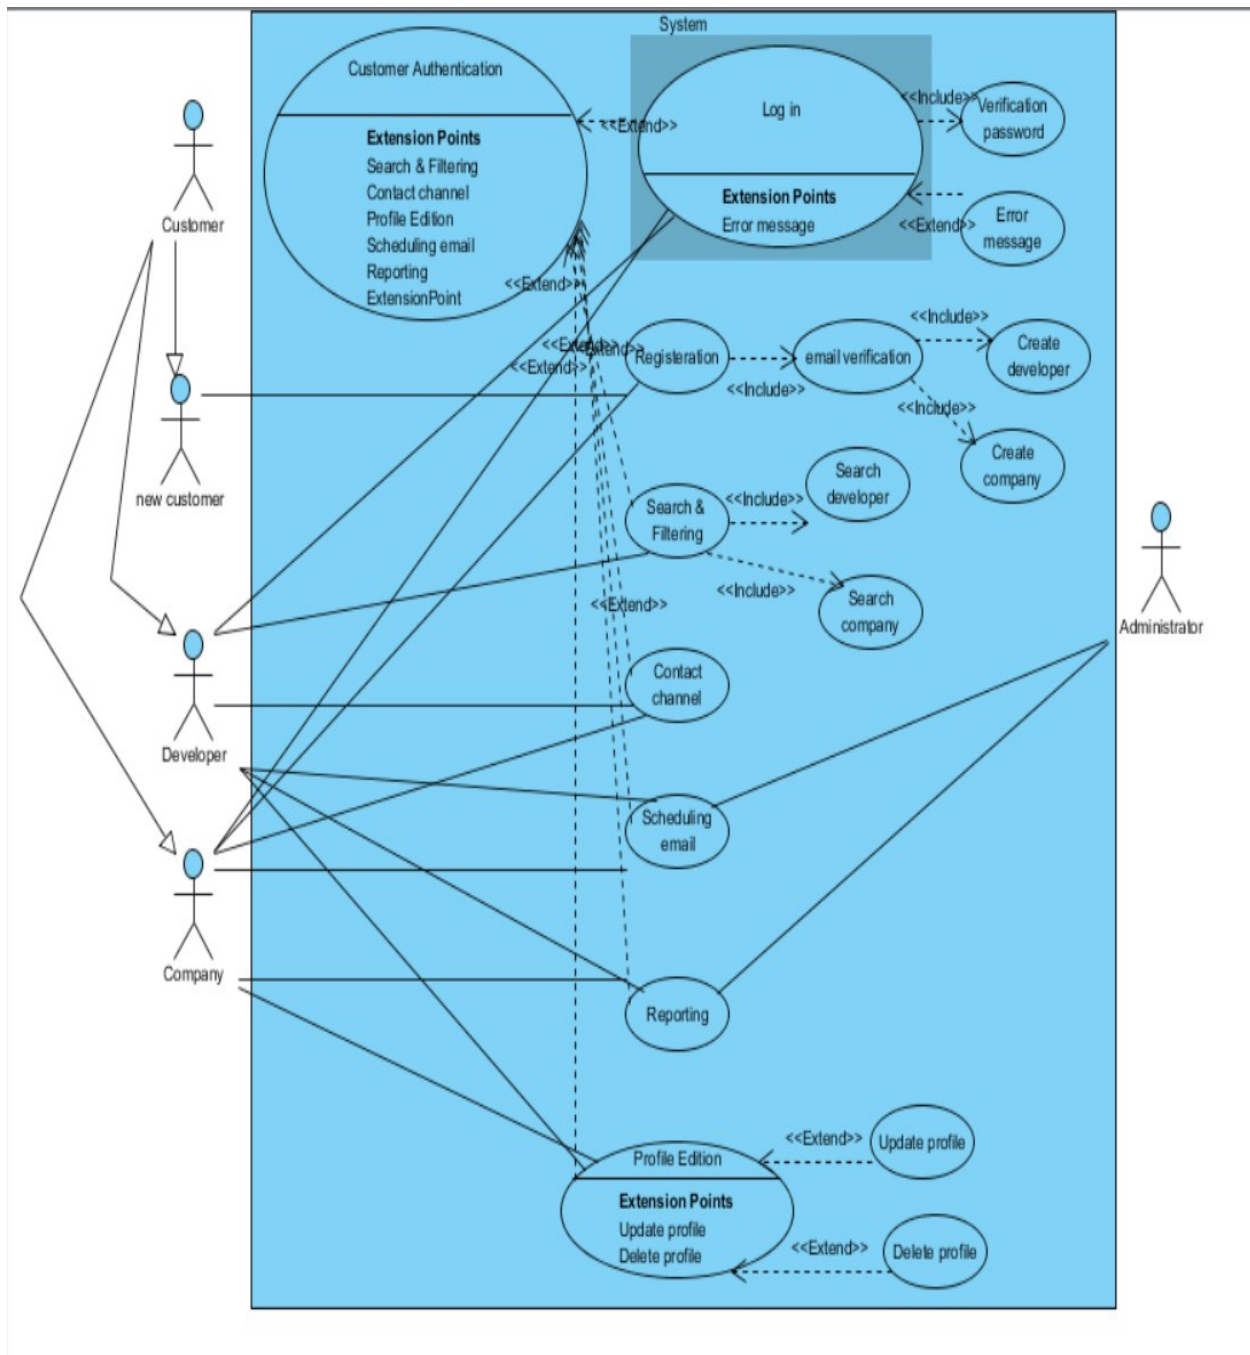 System
Customer Authentication
Extension Points
Search & Filtering
Contact channel
Profile Edition
Scheduling email
Reporting
ExtensionPoint
<<Extend>>
Log in
Extension Points
Error message
<<Include>>
Verification
password
<<Extend>>
Error
message
Customer
<<Extend>>
<<Extend>>
<<Extend>>
<<Extend>>
Registeration
<<Include>>
email verification
<<Include>>
Create
developer
<<Include>>
Create
company
new customer
Search &
Filtering
<<Include>>
Search
developer
<<Include>>
Search
company
<<Extend>>
Administrator
Contact
channel
Developer
Scheduling
email
Company
Reporting
Profile Edition
Extension Points
Update profile
Delete profile
<<Extend>>
Update profile
<<Extend>>
Delete profile